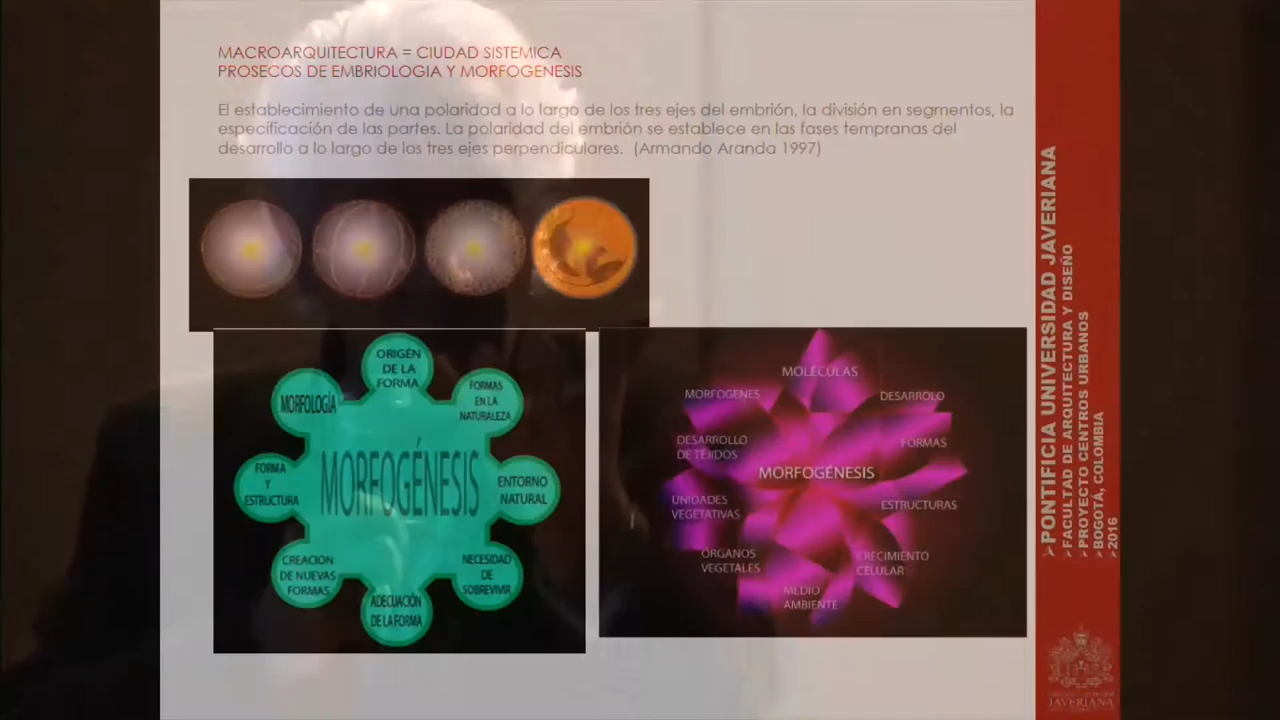 MACROARQUITECTURA = CIUDAD SISTEMICA
PROSECOS DE EMBRIOLOGIA Y MORFOGENESIS
El establecimiento de una polaridad a lo largo de los tres ejes del embrión, la división en segmentos, la
específicación de las partes. La polaridad del embrión se establece en las fases tempranas del
desarrollo a lo largo de los tres ejes perpendiculares. (Armando Aranda 1997)
ORIGÉN
DE LA
FORMA
FORMAS
EN LA
NATURALEZA
ENTORNO
NATURAL
NECESIDAD
DE
SOBREVIVIR
ADECUACIÓN
DE LA FORMA
CREACIÓN
DE NUEVAS
FORMAS
FORMA
Y
ESTRUCTURA
MORFOLOGÍA
MORFOGÉNESIS
MOLÉCULAS
MORFOGENES
DESARROLO
DESARROLLO
DE TEJIDOS
FORMAS
MORFOGÉNESIS
UNIDADES
VEGETATIVAS
ESTRUCTURAS
ORGANOS
VEGETALES
CRECIMIENTO
CELULAR
MEDIO
AMBIENTE
PONTIFICIA UNIVERSIDAD JAVERIANA
FACULTAD DE ARQUITECTURA Y DISEÑO
PROYECTO CENTROS URBANOS
BOGOTÁ, COLOMBIA
2016
JAVERIANA